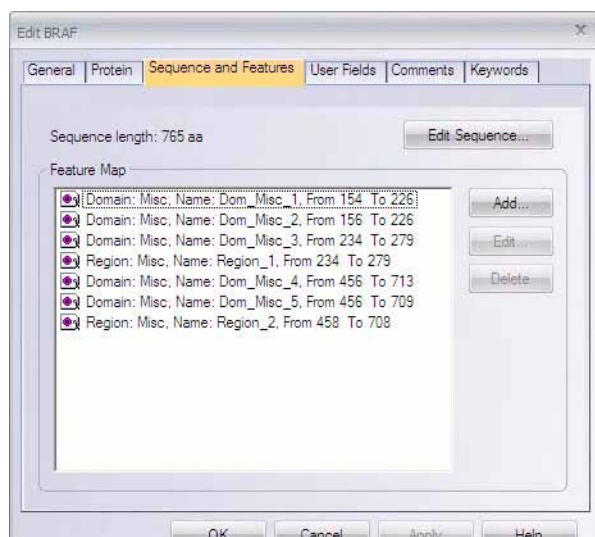 Edit BRAF
General Protein Sequence and Features User Fields Comments Keywords
Sequence length: 765 aa
Edit Sequence...
Feature Map
Domain: Misc, Name: Dom_Misc_1, From 154 To 226
Add...
Domain: Misc, Name: Dom_Misc_2, From 156 To 226
Domain: Misc, Name: Dom_Misc_3, From 234 To 279
Edit...
Region: Misc, Name: Region_1, From 234 To 279
Domain: Misc, Name: Dom_Misc_4, From 456 To 713
Delete
Domain: Misc, Name: Dom_Misc_5, From 456 To 709
Region: Misc, Name: Region_2, From 458 To 708
OK Cancel Apply Help